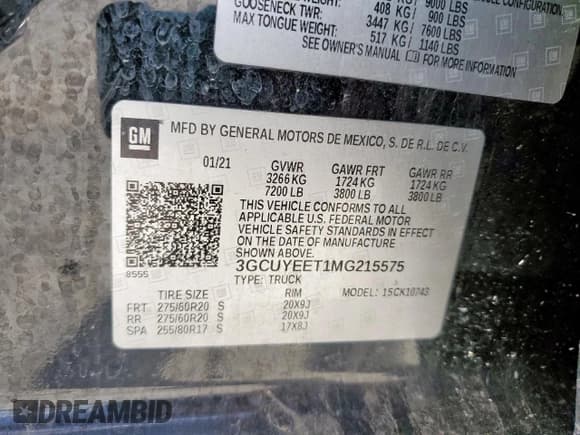 9000 LBS
GOOSENECK TWR: 408 KG / 900 LBS
3447 KG / 7600 LBS
MAX TONGUE WEIGHT: 517 KG / 1140 LBS
SEE OWNER'S MANUAL FOR MORE INFORMATION
GM
MFD BY GENERAL MOTORS DE MEXICO, S. DE R.L. DE C.V.
01/21 GVWR GAWR FRT GAWR RR
3266 KG 1724 KG 1724 KG
7200 LB 3800 LB 3800 LB
THIS VEHICLE CONFORMS TO ALL
APPLICABLE U.S. FEDERAL MOTOR
VEHICLE SAFETY STANDARDS IN EFFECT
ON THE DATE OF MANUFACTURE SHOWN ABOVE.
8555 3GCUYEET1MG215575
TYPE: TRUCK MODEL: 15CK10743
TIRE SIZE RIM
FRT 275/60R20 S 20X9J
RR 275/60R20 S 20X9J
SPA 255/80R17 S 17X8J
DREAMBID